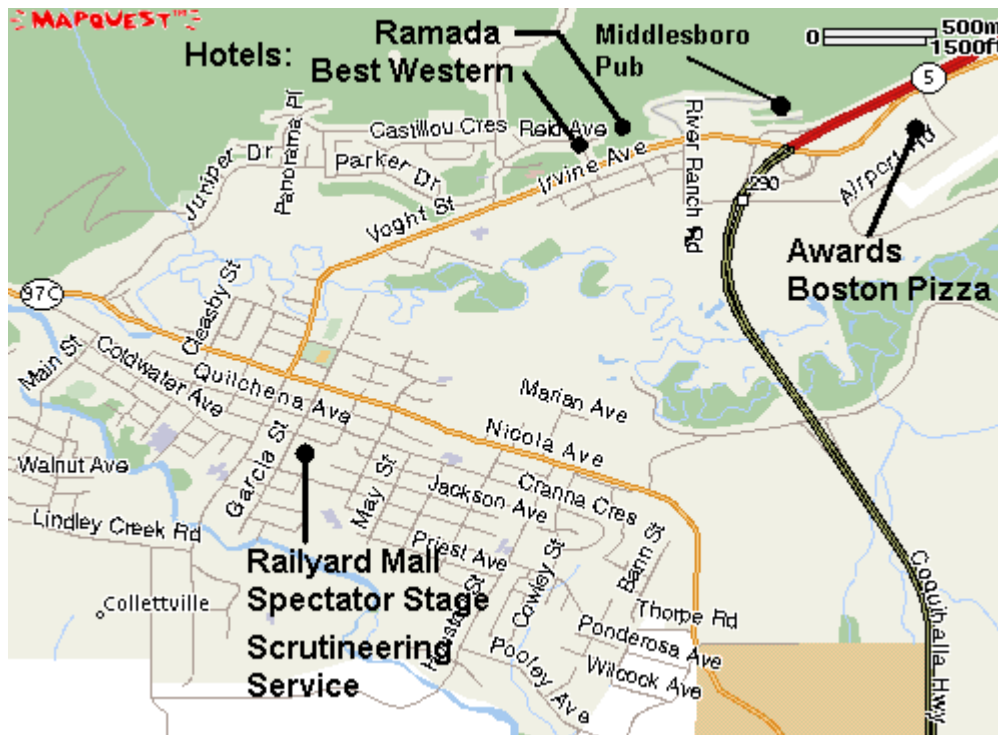 MAPQUEST™
Hotels:
Ramada
Best Western
Middlesboro
Pub
0
500m
1500ft
5
Panorama Pl
Castillou Cres
Reid Ave
Juniper Dr
Parker Dr
Irvine Ave
River Ranch Rd
290
Airport Rd
Voght St
Awards
Boston Pizza
97C
Cleasby St
Main St
Coldwater Ave
Quilchena Ave
Marian Ave
Nicola Ave
Walnut Ave
Garcia St
May St
Jackson Ave
Cranna Cres
Lindley Creek Rd
Priest Ave
Bann St
Railyard Mall
Spectator Stage
Scrutineering
Service
Collettville
Cowley St
Thorpe Rd
Ponderosa Ave
Wilcock Ave
Pooley Ave
Coquihalla Hwy